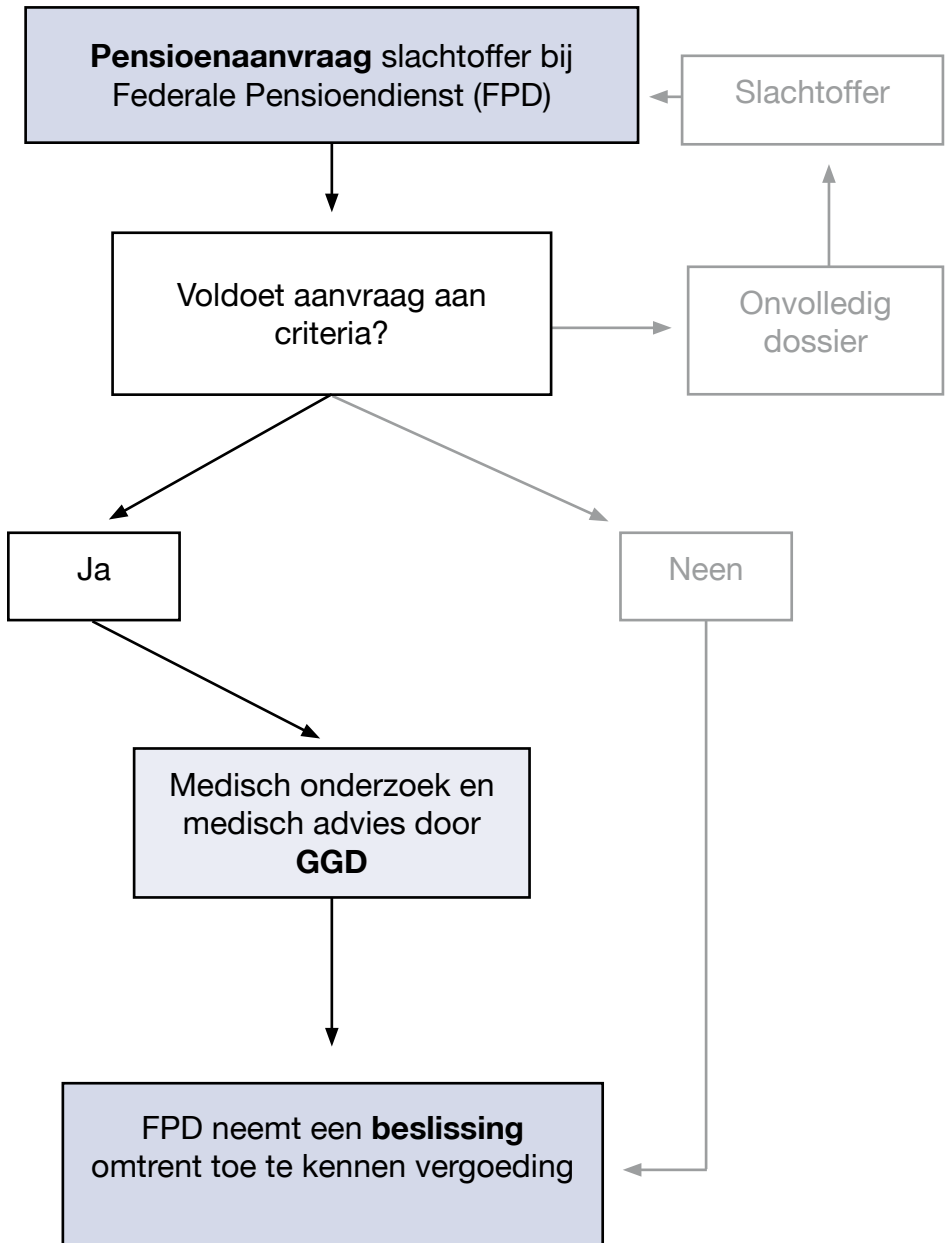 Pensioenaanvraag slachtoffer bij
Federale Pensioendienst (FPD)
Slachtoffer
Voldoet aanvraag aan
criteria?
Onvolledig
dossier
Ja
Neen
Medisch onderzoek en
medisch advies door
GGD
FPD neemt een beslissing
omtrent toe te kennen vergoeding